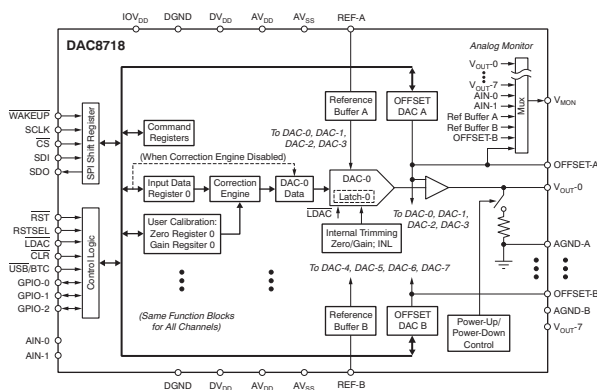 IOVDD DGND DVDD AVDD AVSS REF-A
DAC8718
Analog Monitor
VOUT-0
VOUT-7
AIN-0
AIN-1
Ref Buffer A
Ref Buffer B
OFFSET-B
Mux
VMON
Reference
Buffer A
OFFSET
DAC A
WAKEUP
SCLK
CS
SDI
SDO
SPI Shift Register
Command
Registers
To DAC-0, DAC-1,
DAC-2, DAC-3
OFFSET-A
(When Correction Engine Disabled)
Input Data
Register 0
Correction
Engine
DAC-0
Data
DAC-0
Latch-0
LDAC
VOUT-0
To DAC-0, DAC-1,
DAC-2, DAC-3
RST
RSTSEL
LDAC
CLR
USB/BTC
GPIO-0
GPIO-1
GPIO-2
Control Logic
User Calibration:
Zero Register 0
Gain Regsiter 0
Internal Trimming
Zero/Gain; INL
AGND-A
To DAC-4, DAC-5, DAC-6, DAC-7
(Same Function Blocks
for All Channels)
Reference
Buffer B
OFFSET
DAC B
Power-Up/
Power-Down
Control
OFFSET-B
AGND-B
VOUT-7
AIN-0
AIN-1
DGND DVDD AVDD AVSS REF-B